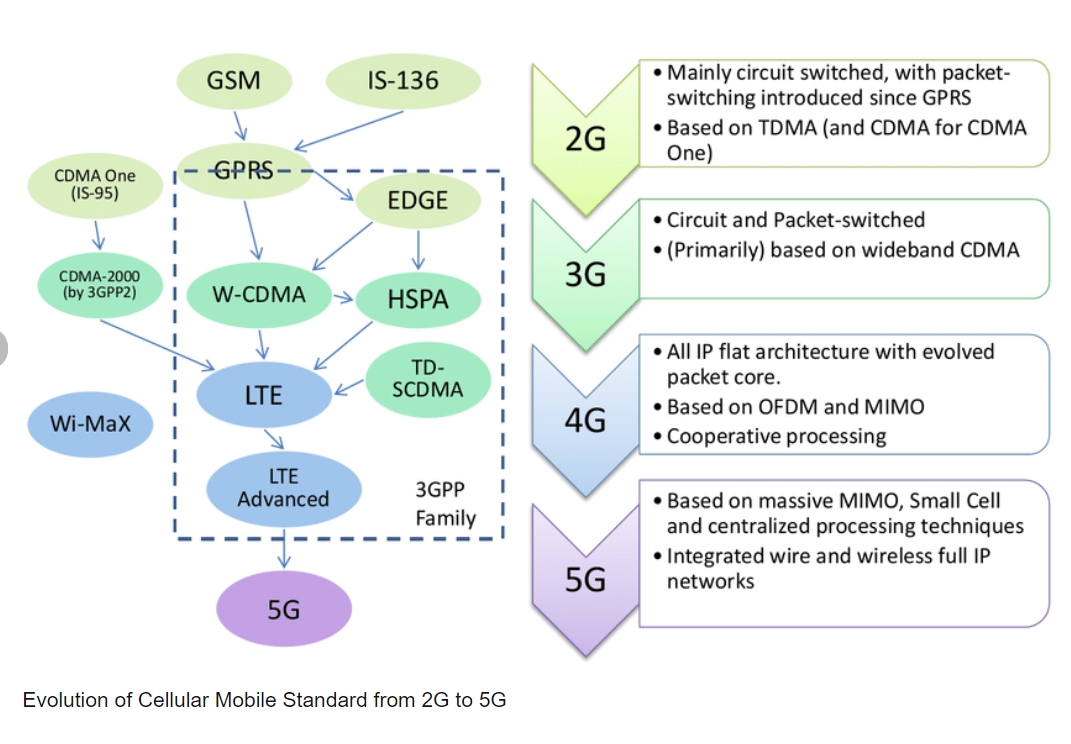 GSM
IS-136
GPRS
CDMA One
(IS-95)
EDGE
CDMA-2000
(by 3GPP2)
W-CDMA
HSPA
TD-
SCDMA
LTE
Wi-MaX
LTE
Advanced
3GPP
Family
5G
2G
• Mainly circuit switched, with packet-
switching introduced since GPRS
• Based on TDMA (and CDMA for CDMA
One)
3G
• Circuit and Packet-switched
• (Primarily) based on wideband CDMA
4G
• All IP flat architecture with evolved
packet core.
• Based on OFDM and MIMO
• Cooperative processing
5G
• Based on massive MIMO, Small Cell
and centralized processing techniques
• Integrated wire and wireless full IP
networks
Evolution of Cellular Mobile Standard from 2G to 5G